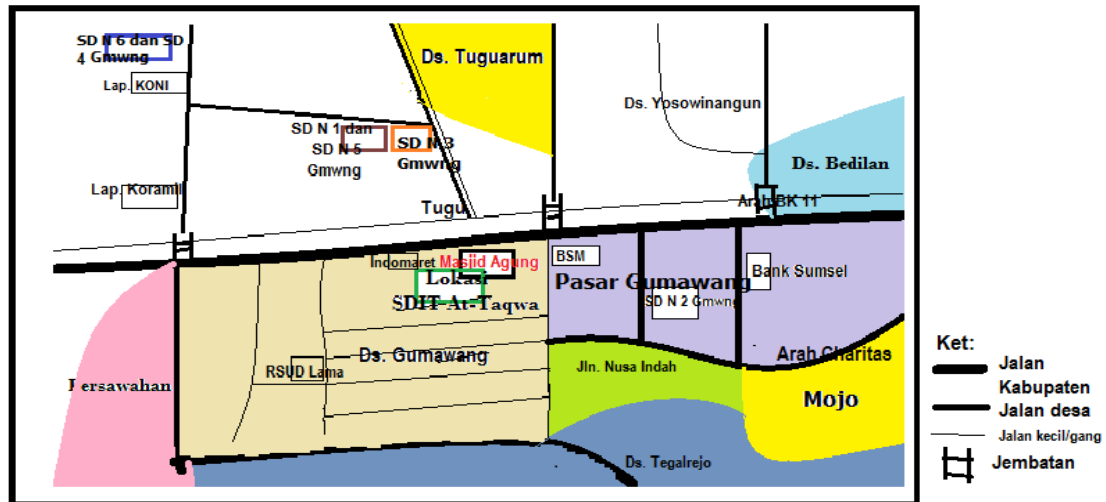 SD N 6 dan SD
4 Gmwng
Lap. KONI
Ds. Tuguarum
Ds. Yosowinangun
SD N 1 dan
SD N 5
Gmwng
SD N 3
Gmwng
Ds. Bedilan
Lap. Koramil
Tugu
Arah BK 11
Indomaret
Masjid Agung
BSM
Lokasi
SDIT-At-Taqwa
Pasar Gumawang
Bank Sumsel
SD N 2 Gmwng
Ds. Gumawang
RSUD Lama
Persawahan
Jln. Nusa Indah
Arah Charitas
Mojo
Ds. Tegalrejo
Ket:
Jalan
Kabupaten
Jalan desa
Jalan kecil/gang
Jembatan